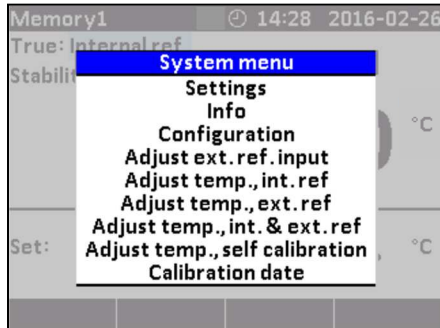 Memory1 14:28 2016-02-26
True: Internal ref
Stabilit
System menu
Settings
Info
Configuration
°C
Adjust ext.ref.input
Adjust temp.,int.ref
Adjust temp.,ext.ref
Adjust temp.,int.& ext.ref
Set: °C
Adjust temp.,self calibration
Calibration date